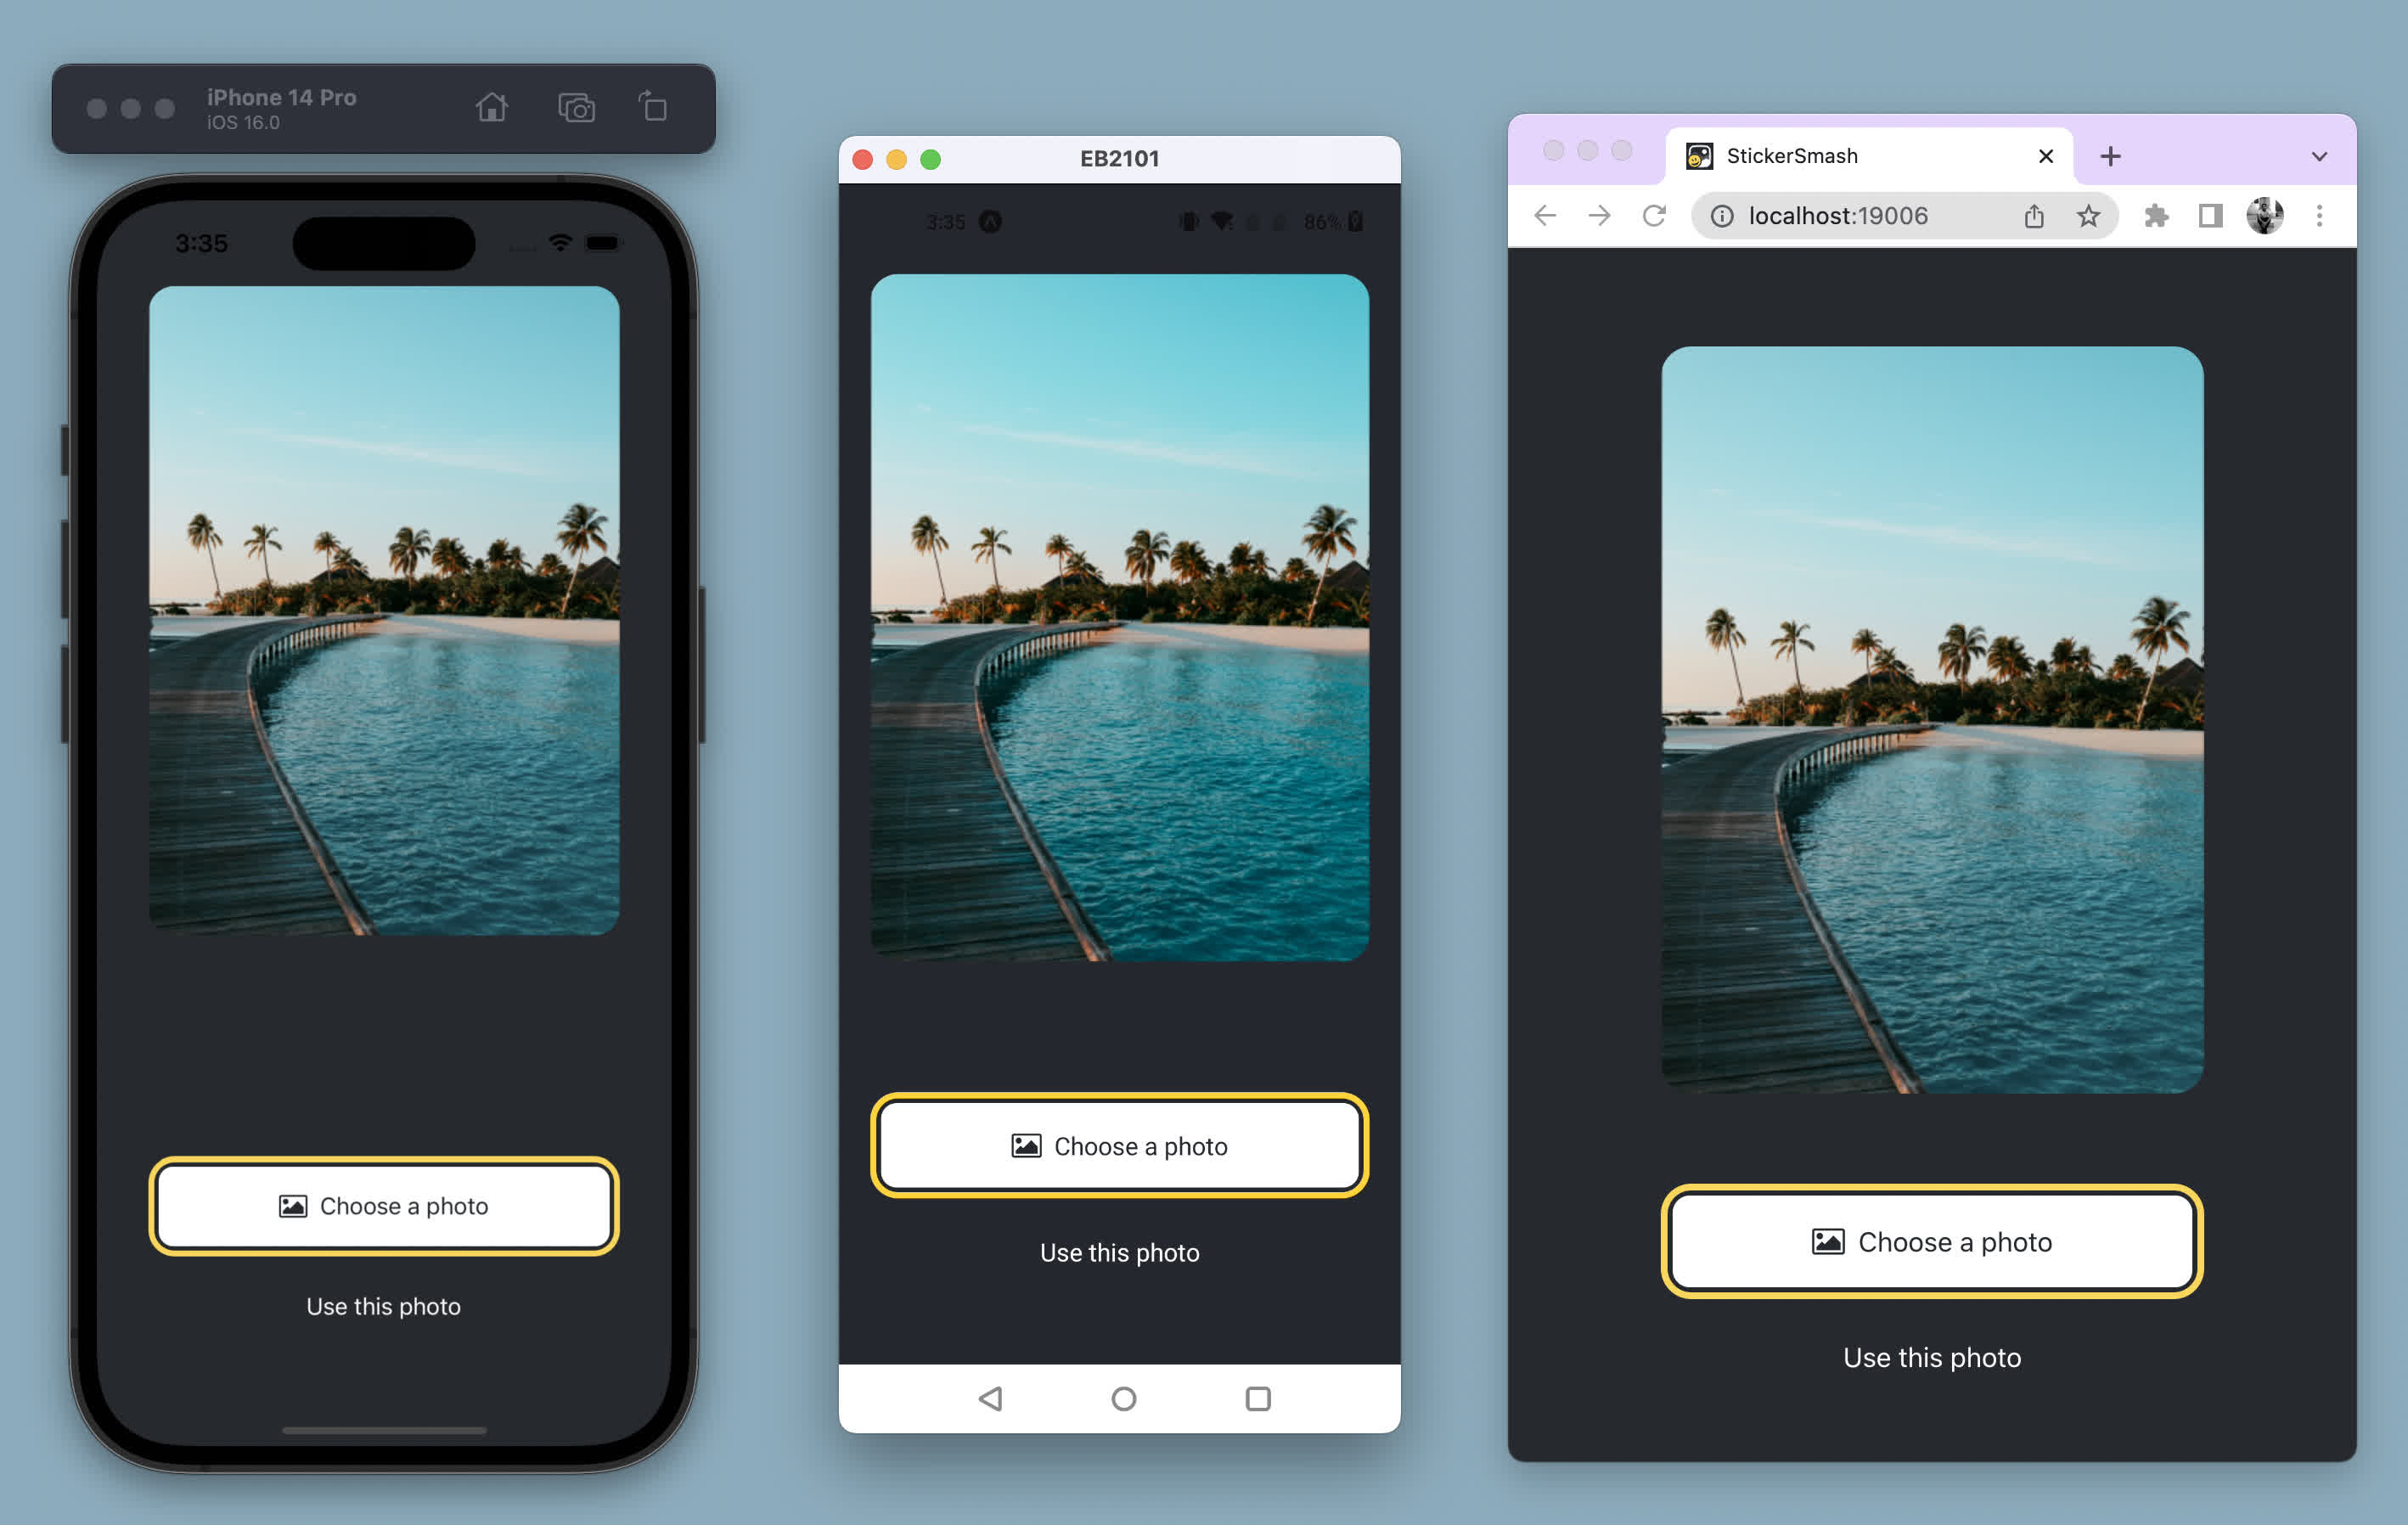 iPhone 14 Pro
iOS 16.0
3:35
Choose a photo
Use this photo
EB2101
3:35
86%
Choose a photo
Use this photo
StickerSmash
localhost:19006
Choose a photo
Use this photo